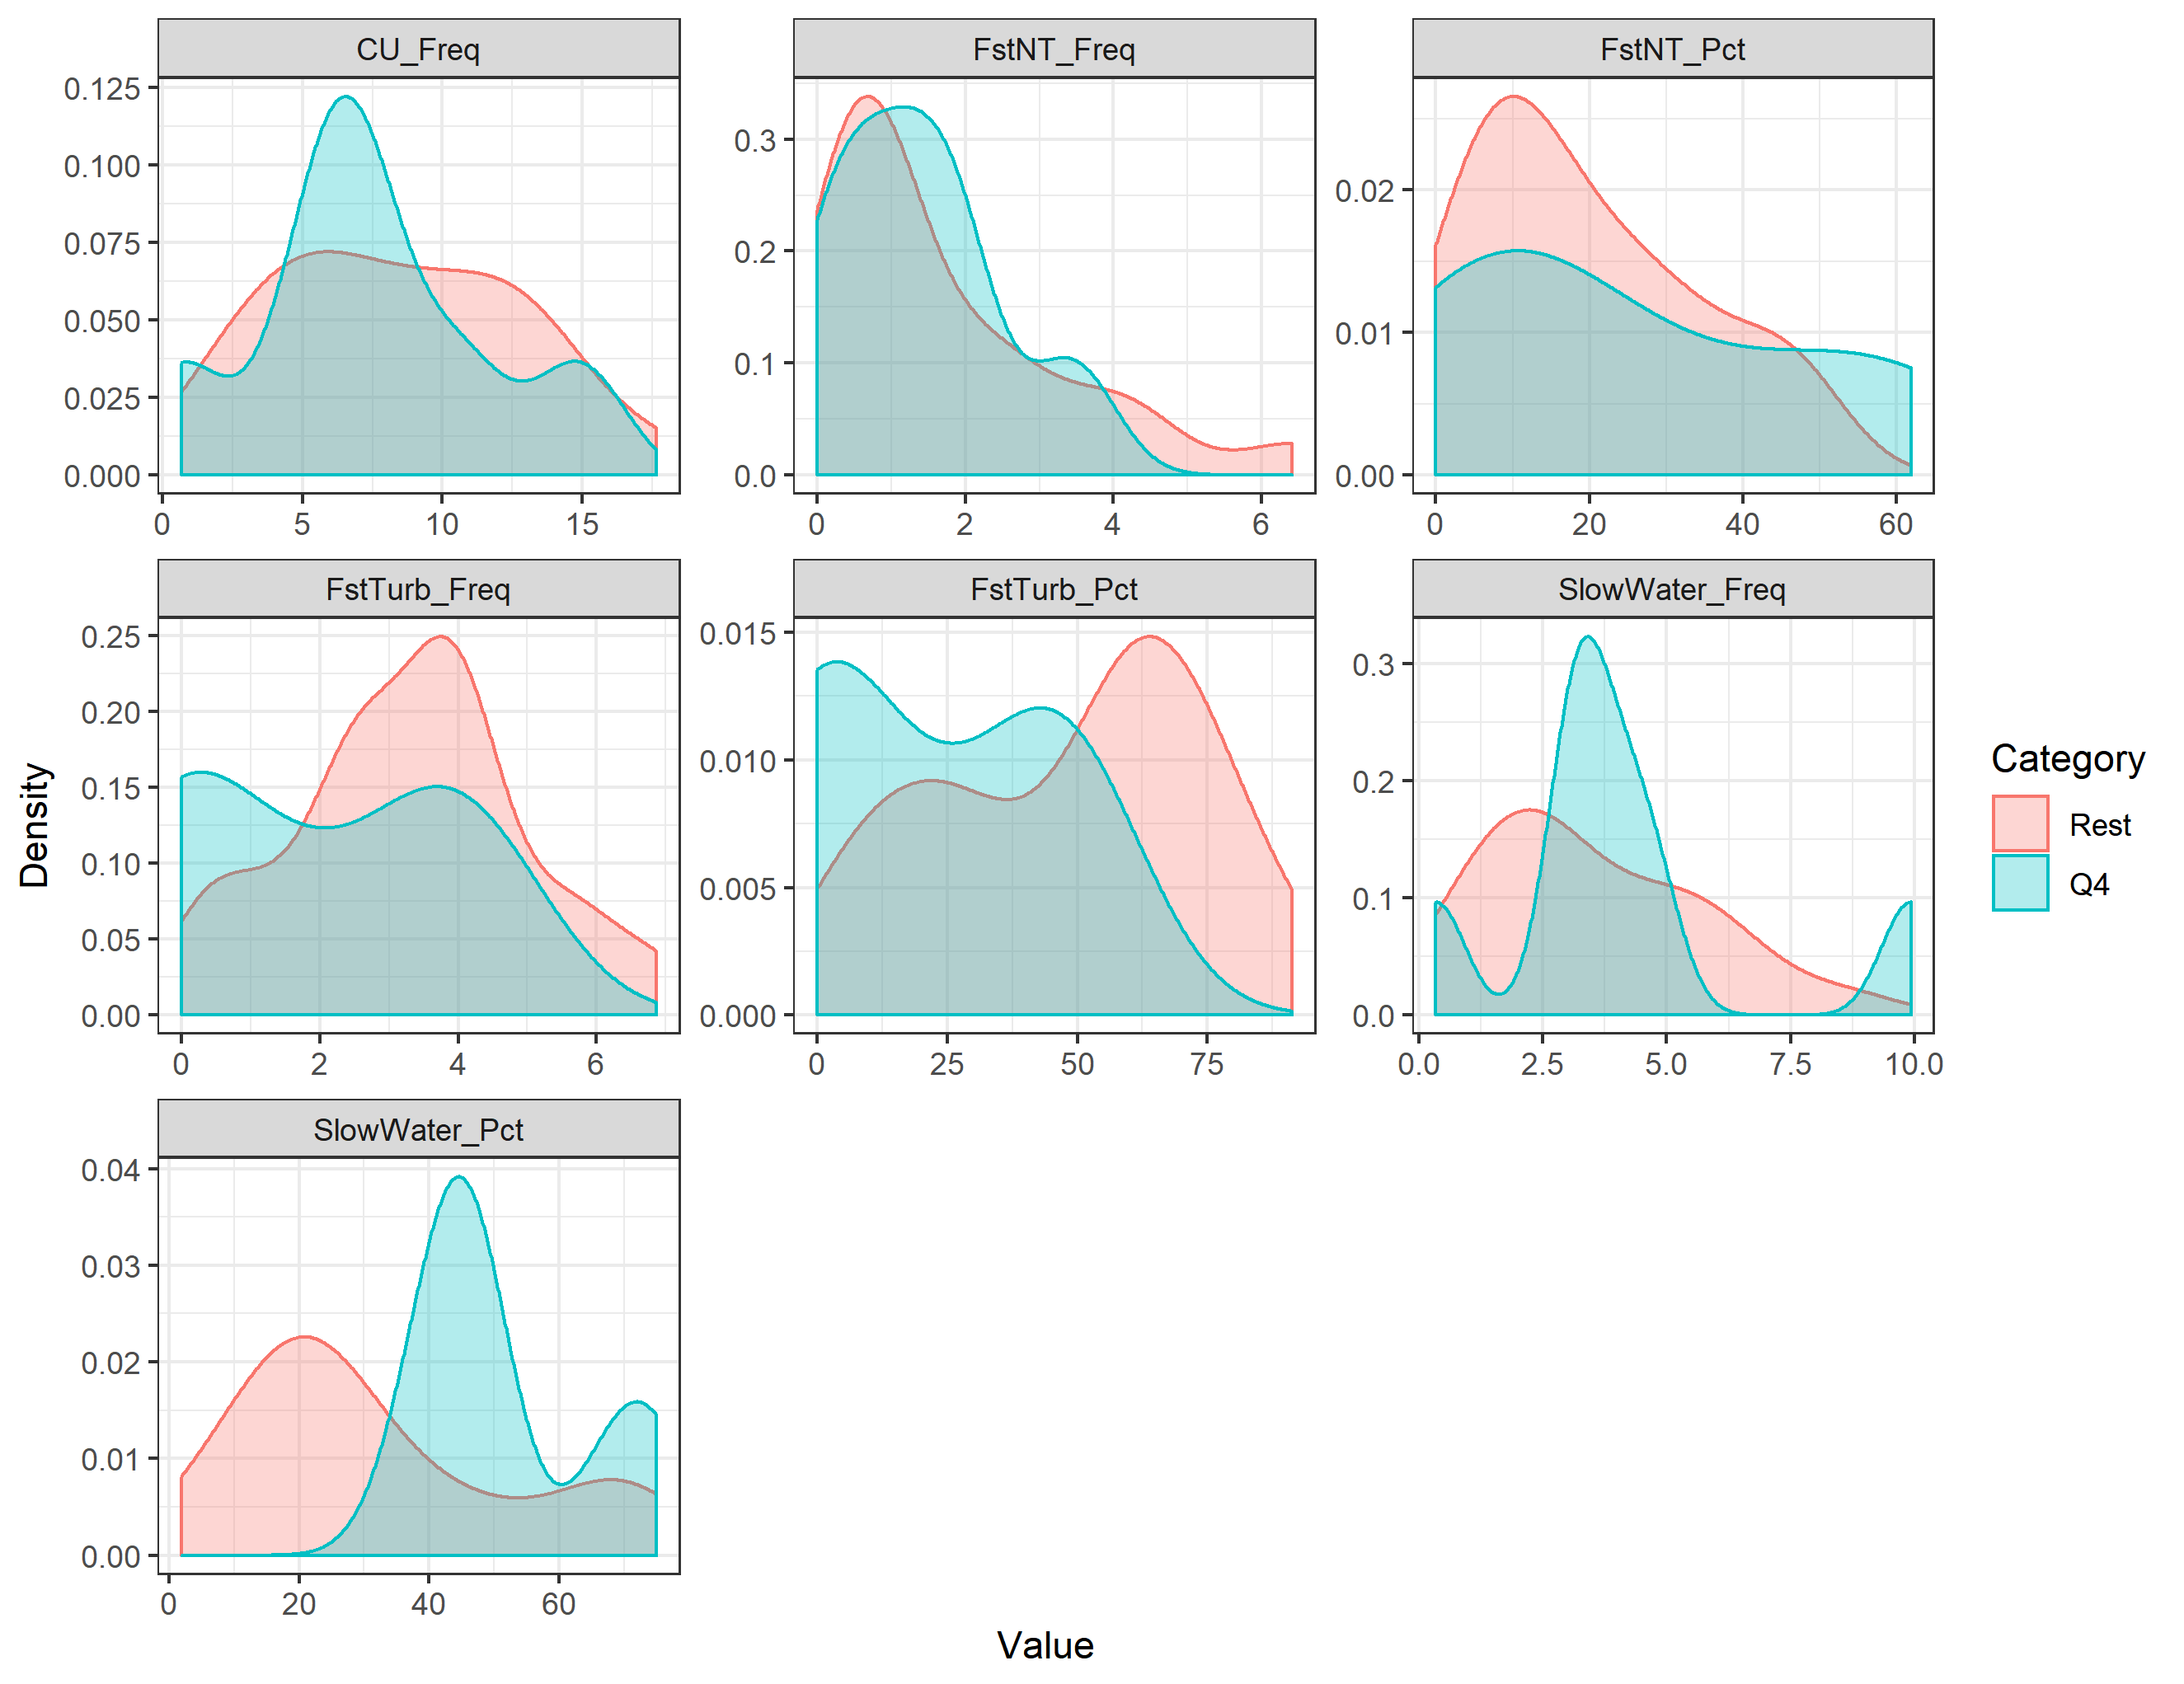 CU_Freq
FstNT_Freq
FstNT_Pct
0.125
0.100
0.075
0.050
0.025
0.000
0 5 10 15
0.3
0.2
0.1
0.0
0 2 4 6
0.02
0.01
0.00
0 20 40 60
FstTurb_Freq
FstTurb_Pct
SlowWater_Freq
0.25
0.20
0.15
0.10
0.05
0.00
0 2 4 6
0.015
0.010
0.005
0.000
0 25 50 75
0.3
0.2
0.1
0.0
0.0 2.5 5.0 7.5 10.0
SlowWater_Pct
0.04
0.03
0.02
0.01
0.00
0 20 40 60
Density
Value
Category
Rest
Q4